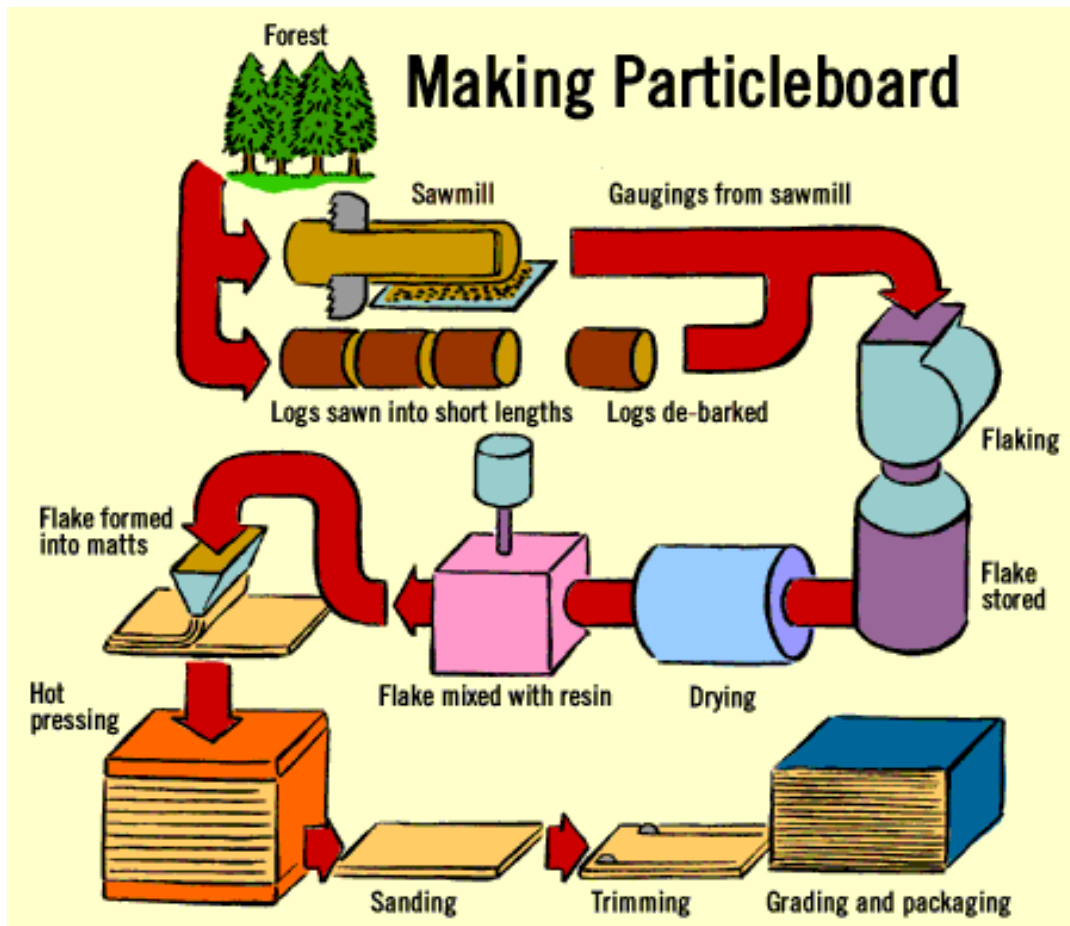 Forest
Making Particleboard
Sawmill
Gaugings from sawmill
Logs sawn into short lengths
Logs de-barked
Flaking
Flake formed
into matts
Flake
stored
Flake mixed with resin
Drying
Hot
pressing
Sanding
Trimming
Grading and packaging